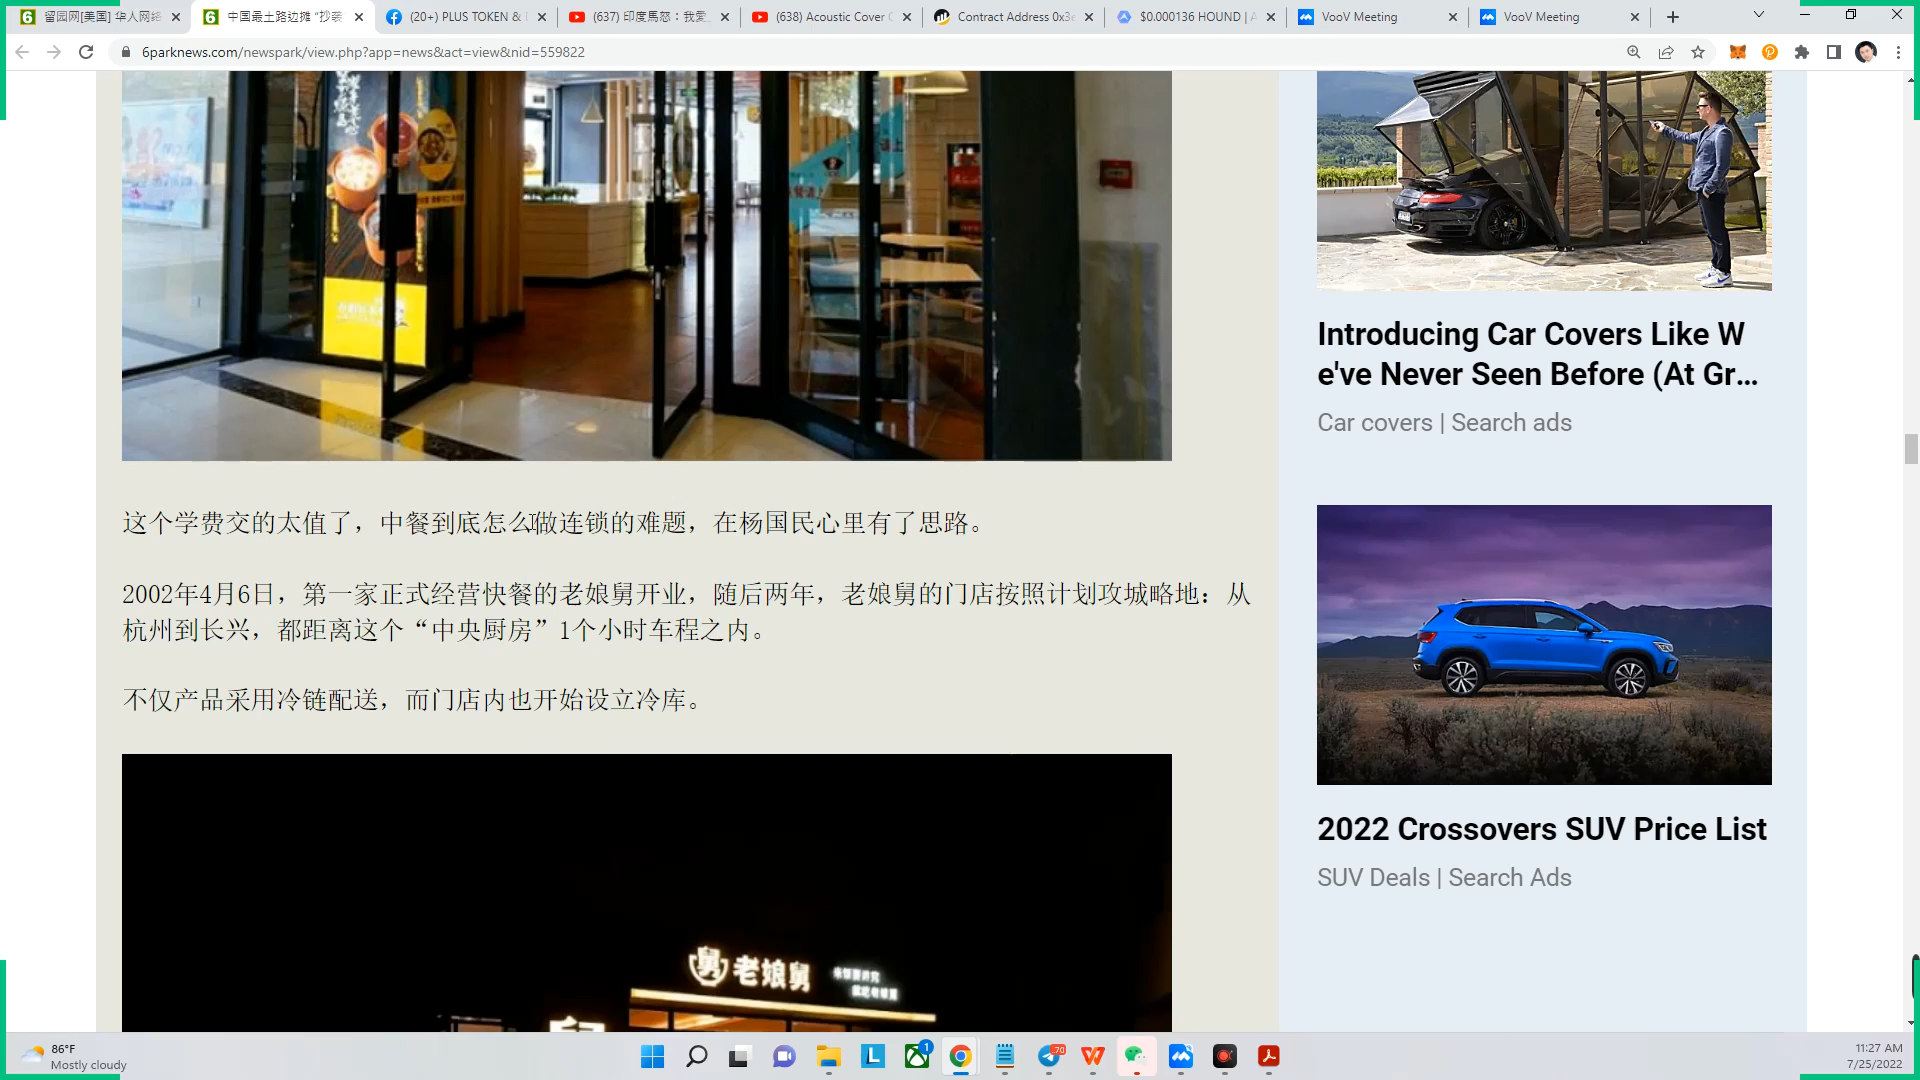 留园网[美国] 华人网络
中国最土路边摊 “抄袭
(20+) PLUS TOKEN &
(637) 印度馬怒：我愛
(638) Acoustic Cover
Contract Address 0x3
$0.000136 HOUND |
VooV Meeting
VooV Meeting
6parknews.com/newspark/view.php?app=news&act=view&nid=559822
这个学费交的太值了，中餐到底怎么做连锁的难题，在杨国民心里有了思路。
2002年4月6日，第一家正式经营快餐的老娘舅开业，随后两年，老娘舅的门店按照计划攻城略地：从
杭州到长兴，都距离这个“中央厨房”1个小时车程之内。
不仅产品采用冷链配送，而门店内也开始设立冷库。
舅 老娘舅
Introducing Car Covers Like W
e've Never Seen Before (At Gr...
Car covers | Search ads
2022 Crossovers SUV Price List
SUV Deals | Search Ads
86°F
Mostly cloudy
1
70
11:27 AM
7/25/2022